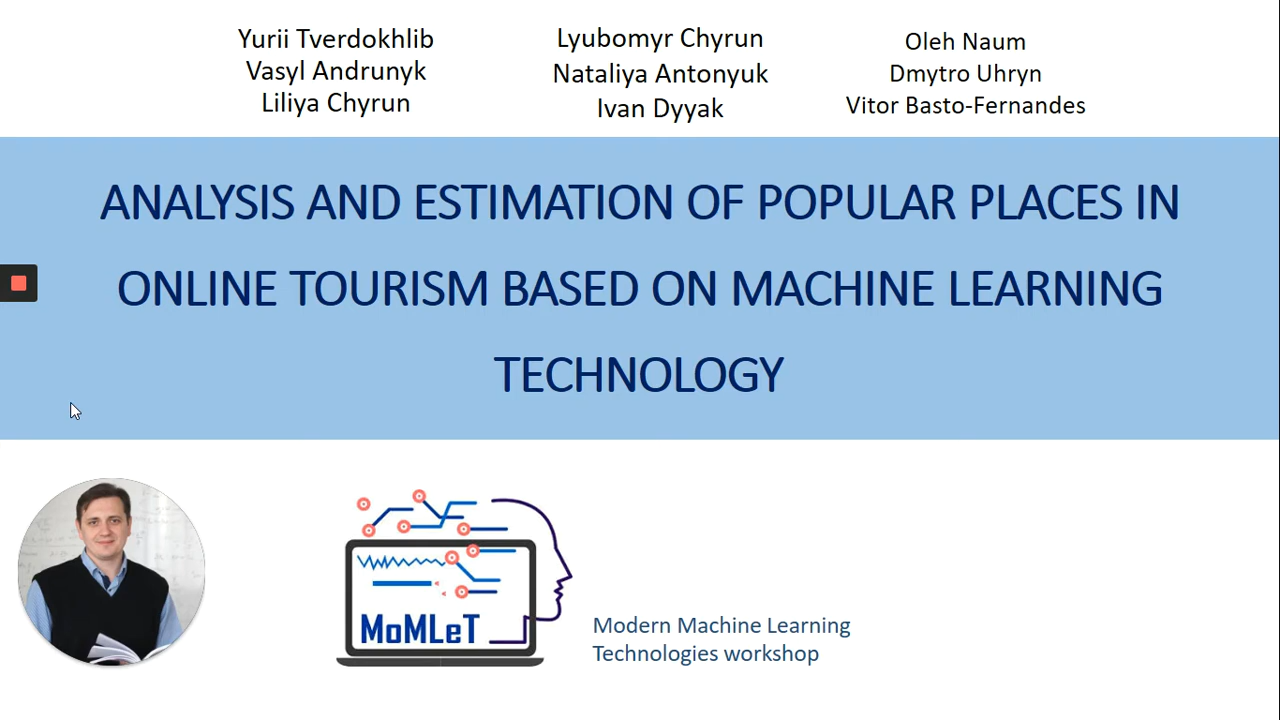 Yurii Tverdokhlib
Vasyl Andrunyk
Liliya Chyrun
Lyubomyr Chyrun
Nataliya Antonyuk
Ivan Dyyak
Oleh Naum
Dmytro Uhryn
Vitor Basto-Fernandes
ANALYSIS AND ESTIMATION OF POPULAR PLACES IN
ONLINE TOURISM BASED ON MACHINE LEARNING
TECHNOLOGY
MoMLeT
Modern Machine Learning
Technologies workshop